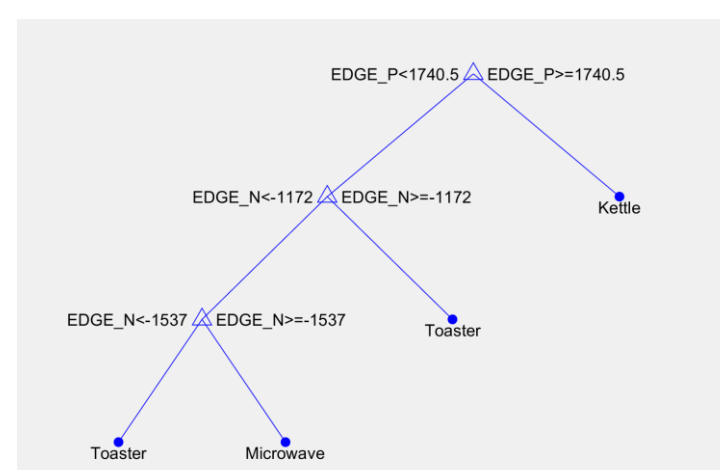 EDGE_P<1740.5 EDGE_P>=1740.5
EDGE_N<-1172 EDGE_N>=-1172
Kettle
EDGE_N<-1537 EDGE_N>=-1537
Toaster
Toaster
Microwave